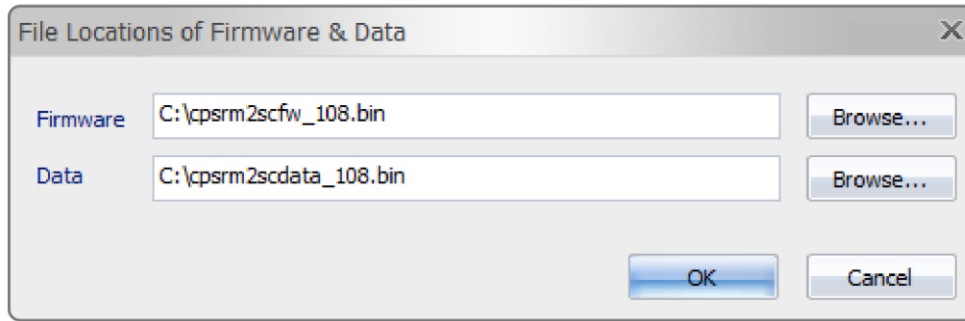 File Locations of Firmware & Data
Firmware C:\cpsrm2scfw_108.bin Browse...
Data C:\cpsrm2scdata_108.bin Browse...
OK Cancel